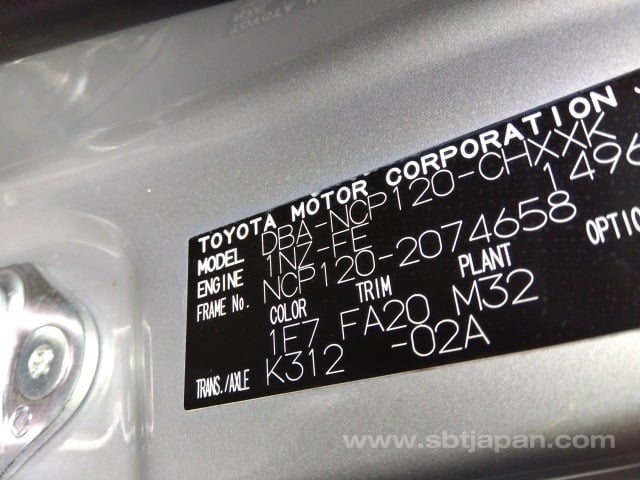 TOYOTA MOTOR CORPORATION
MODEL DBA-NCP120-CHXXK
ENGINE 1NZ-FE 1496
FRAME No. NCP120-2074658
COLOR TRIM PLANT OPTIO
1E7 FA20 M32
TRANS./AXLE K312 -02A
www.sbtjapan.com